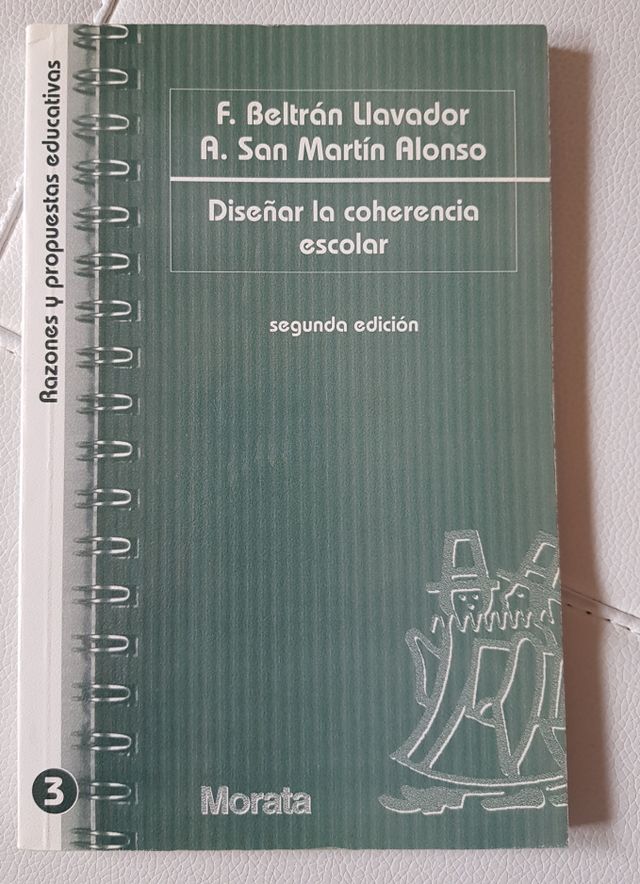 Razones y propuestas educativas
F. Beltrán Llavador
A. San Martín Alonso
Diseñar la coherencia
escolar
segunda edición
3
Morata